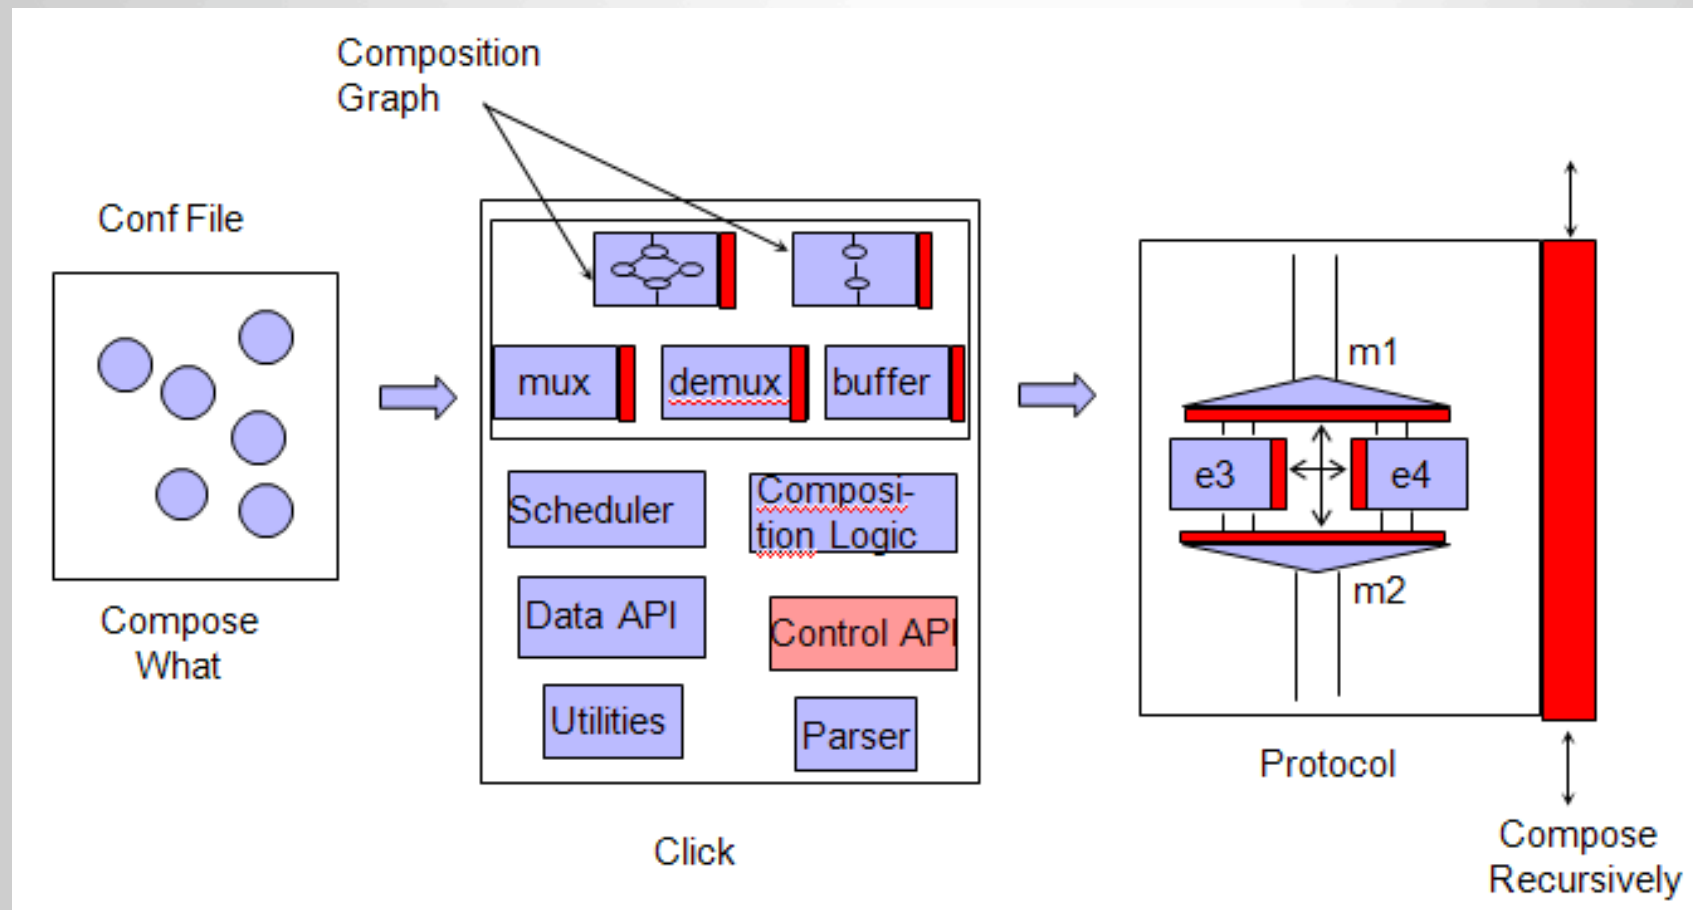 Composition
Graph
Conf File
Compose
What
mux
demux
buffer
Scheduler
Composi-
tion Logic
Data API
Control API
Utilities
Parser
Click
m1
e3
e4
m2
Protocol
Compose
Recursively